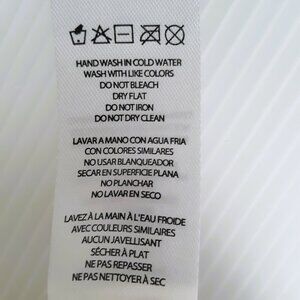 HAND WASH IN COLD WATER
WASH WITH LIKE COLORS
DO NOT BLEACH
DRY FLAT
DO NOT IRON
DO NOT DRY CLEAN
LAVAR A MANO CON AGUA FRIA
CON COLORES SIMILARES
NO USAR BLANQUEADOR
SECAR EN SUPERFICIE PLANA
NO PLANCHAR
NO LAVAR EN SECO
LAVEZ À LA MAIN À L'EAU FROIDE
AVEC COULEURS SIMILAIRES
AUCUN JAVELLISANT
SÉCHER À PLAT
NE PAS REPASSER
NE PAS NETTOYER À SEC